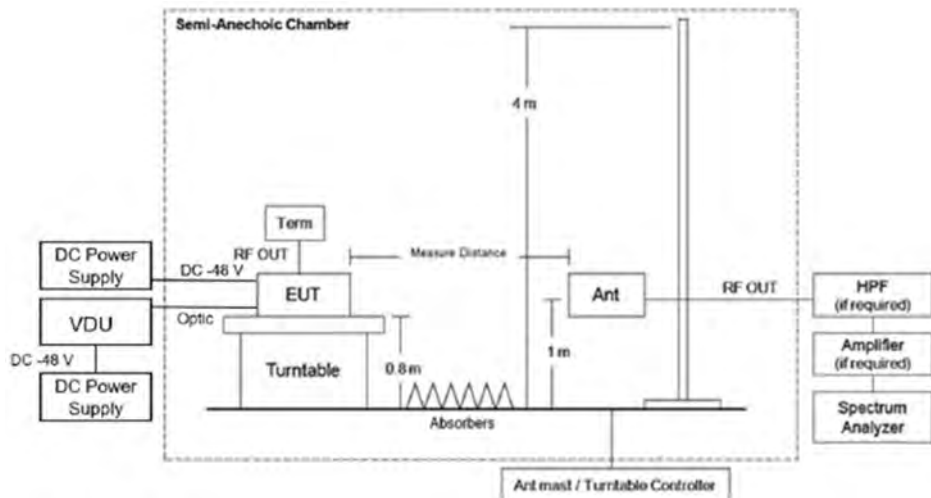 Semi-Anechoic Chamber
4 m
Term
RF OUT
Measure Distance
DC Power
Supply
DC -48 V
EUT
Ant
RF OUT
HPF
(if required)
VDU
Optic
1 m
Amplifier
(if required)
DC -48 V
Turntable
0.8 m
DC Power
Supply
Absorbers
Spectrum
Analyzer
Ant mast / Turntable Controller